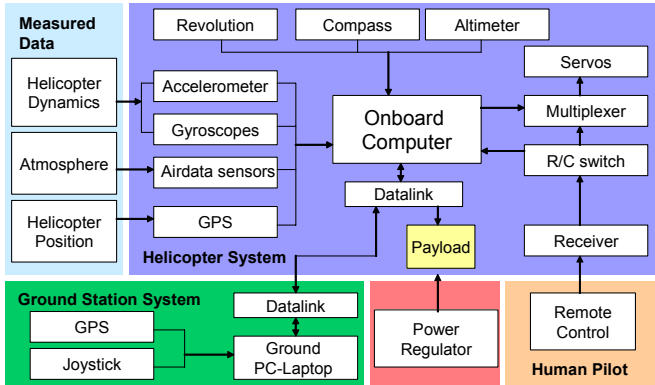 Measured
Data
Revolution
Compass
Altimeter
Helicopter
Dynamics
Accelerometer
Gyroscopes
Onboard
Computer
Servos
Multiplexer
Atmosphere
Airdata sensors
R/C switch
Datalink
Helicopter
Position
GPS
Payload
Receiver
Helicopter System
Ground Station System
Datalink
GPS
Joystick
Ground
PC-Laptop
Power
Regulator
Remote
Control
Human Pilot